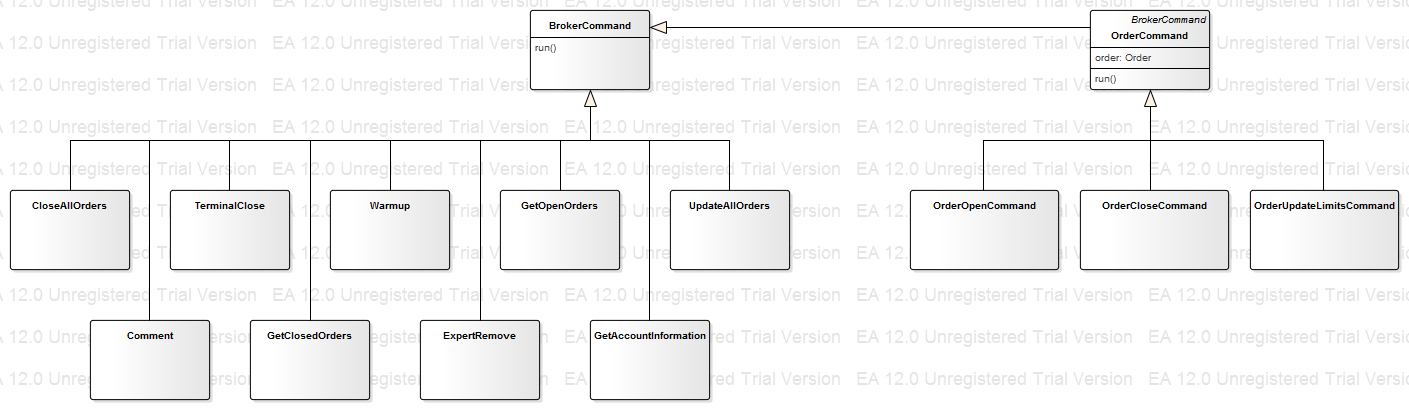 BrokerCommand
run()
BrokerCommand
OrderCommand
order: Order
run()
CloseAllOrders
TerminalClose
Warmup
GetOpenOrders
UpdateAllOrders
OrderOpenCommand
OrderCloseCommand
OrderUpdateLimitsCommand
Comment
GetClosedOrders
ExpertRemove
GetAccountInformation
EA 12.0 Unregistered Trial Version